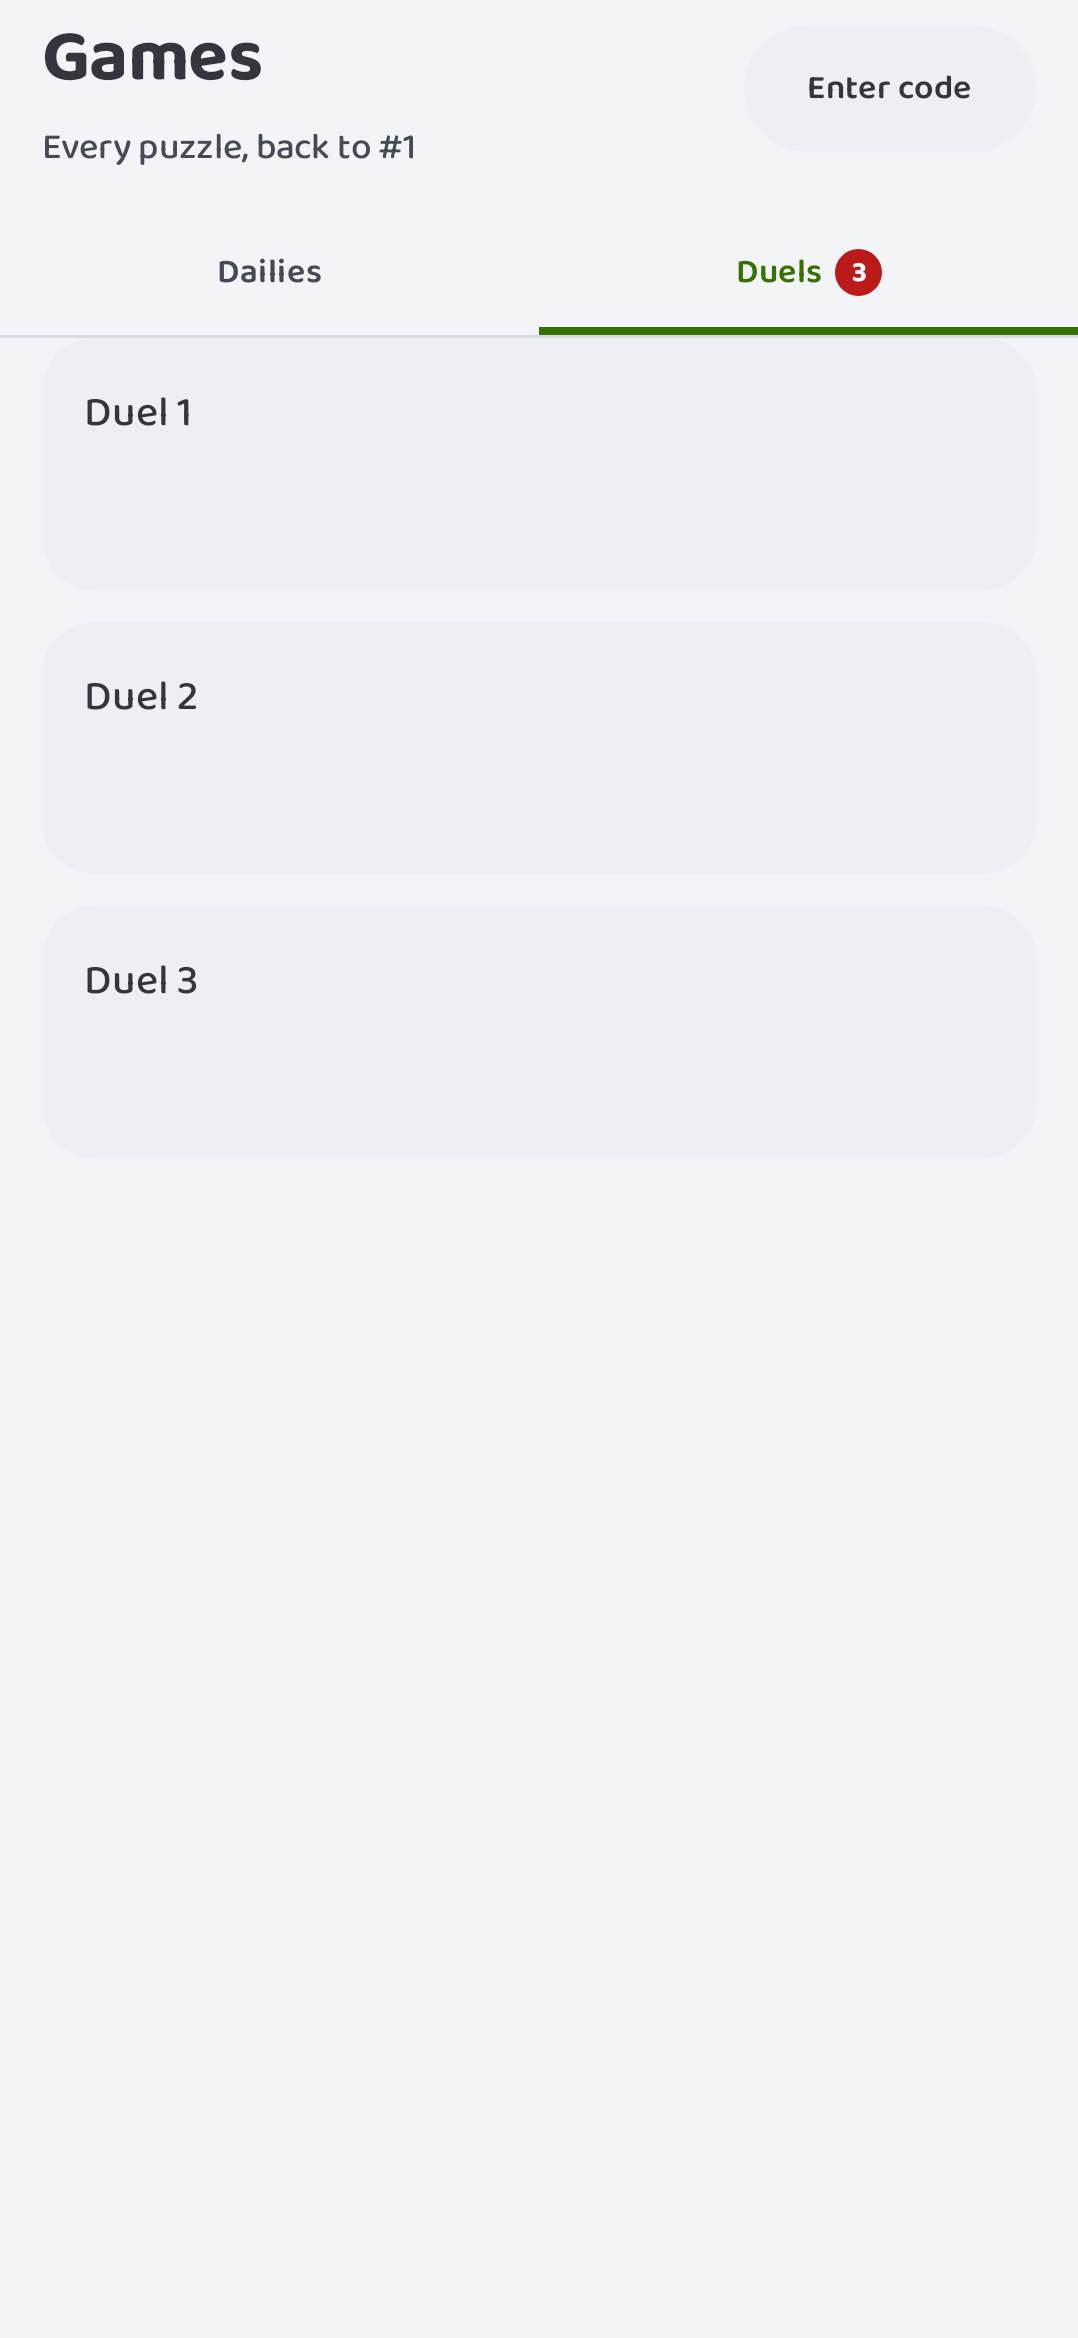 Games
Enter code
Every puzzle, back to #1
Dailies
Duels 3
Duel 1
Duel 2
Duel 3